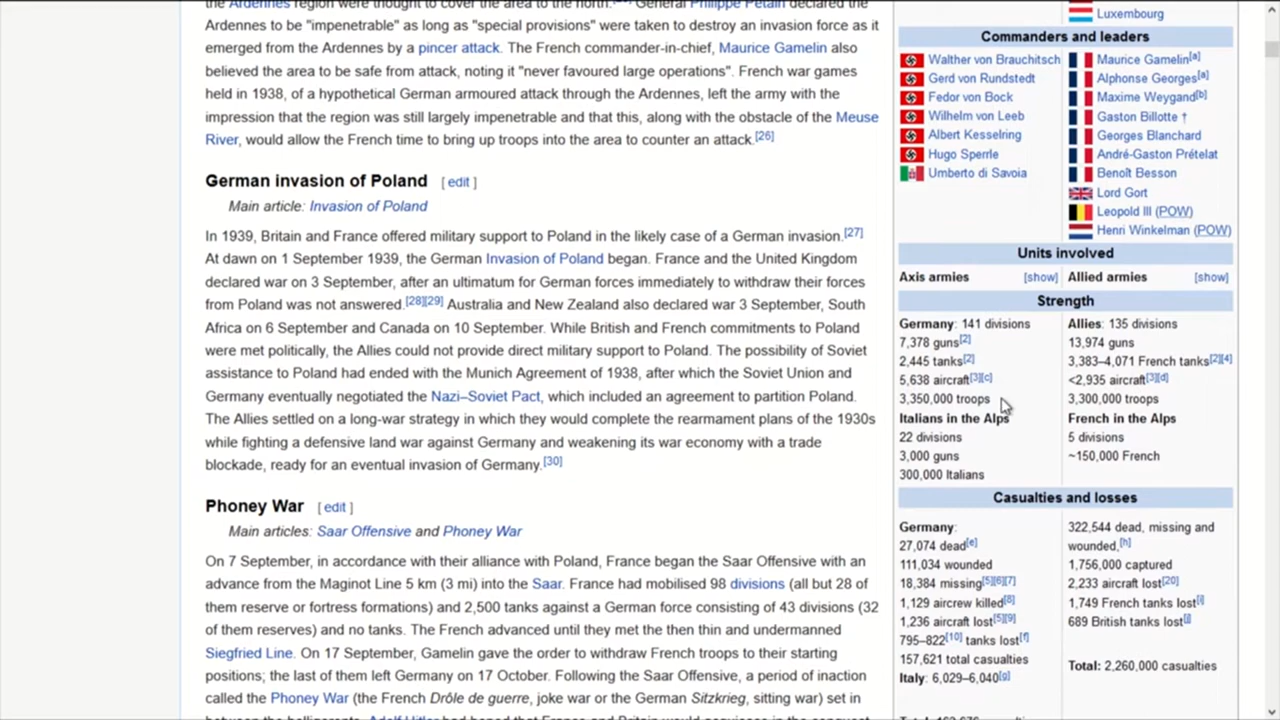 the Ardennes region were thought to cover the area to the north. General Philippe Pétain declared the
Ardennes to be "impenetrable" as long as "special provisions" were taken to destroy an invasion force as it
emerged from the Ardennes by a pincer attack. The French commander-in-chief, Maurice Gamelin also
believed the area to be safe from attack, noting it "never favoured large operations". French war games
held in 1938, of a hypothetical German armoured attack through the Ardennes, left the army with the
impression that the region was still largely impenetrable and that this, along with the obstacle of the Meuse
River, would allow the French time to bring up troops into the area to counter an attack.[26]
German invasion of Poland [ edit ]
Main article: Invasion of Poland
In 1939, Britain and France offered military support to Poland in the likely case of a German invasion.[27]
At dawn on 1 September 1939, the German Invasion of Poland began. France and the United Kingdom
declared war on 3 September, after an ultimatum for German forces immediately to withdraw their forces
from Poland was not answered.[28][29] Australia and New Zealand also declared war 3 September, South
Africa on 6 September and Canada on 10 September. While British and French commitments to Poland
were met politically, the Allies could not provide direct military support to Poland. The possibility of Soviet
assistance to Poland had ended with the Munich Agreement of 1938, after which the Soviet Union and
Germany eventually negotiated the Nazi–Soviet Pact, which included an agreement to partition Poland.
The Allies settled on a long-war strategy in which they would complete the rearmament plans of the 1930s
while fighting a defensive land war against Germany and weakening its war economy with a trade
blockade, ready for an eventual invasion of Germany.[30]
Phoney War [ edit ]
Main articles: Saar Offensive and Phoney War
On 7 September, in accordance with their alliance with Poland, France began the Saar Offensive with an
advance from the Maginot Line 5 km (3 mi) into the Saar. France had mobilised 98 divisions (all but 28 of
them reserve or fortress formations) and 2,500 tanks against a German force consisting of 43 divisions (32
of them reserves) and no tanks. The French advanced until they met the then thin and undermanned
Siegfried Line. On 17 September, Gamelin gave the order to withdraw French troops to their starting
positions; the last of them left Germany on 17 October. Following the Saar Offensive, a period of inaction
called the Phoney War (the French Drôle de guerre, joke war or the German Sitzkrieg, sitting war) set in
between the belligerents. Adolf Hitler had hoped that France and Britain would acquiesce in the conquest
Luxembourg
Commanders and leaders
Walther von Brauchitsch
Gerd von Rundstedt
Fedor von Bock
Wilhelm von Leeb
Albert Kesselring
Hugo Sperrle
Umberto di Savoia
Maurice Gamelin[a]
Alphonse Georges[a]
Maxime Weygand[b]
Gaston Billotte †
Georges Blanchard
André-Gaston Prételat
Benoît Besson
Lord Gort
Leopold III (POW)
Henri Winkelman (POW)
Units involved
Axis armies [show]
Allied armies [show]
Strength
Germany: 141 divisions
7,378 guns[2]
2,445 tanks[2]
5,638 aircraft[3][c]
3,350,000 troops
Italians in the Alps
22 divisions
3,000 guns
300,000 Italians
Allies: 135 divisions
13,974 guns
3,383–4,071 French tanks[2][4]
<2,935 aircraft[3][d]
3,300,000 troops
French in the Alps
5 divisions
~150,000 French
Casualties and losses
Germany:
27,074 dead[e]
111,034 wounded
18,384 missing[5][6][7]
1,129 aircrew killed[8]
1,236 aircraft lost[5][9]
795–822[10] tanks lost[f]
157,621 total casualties
Italy: 6,029–6,040[g]
322,544 dead, missing and
wounded,[h]
1,756,000 captured
2,233 aircraft lost[20]
1,749 French tanks lost[i]
689 British tanks lost[j]
Total: 2,260,000 casualties